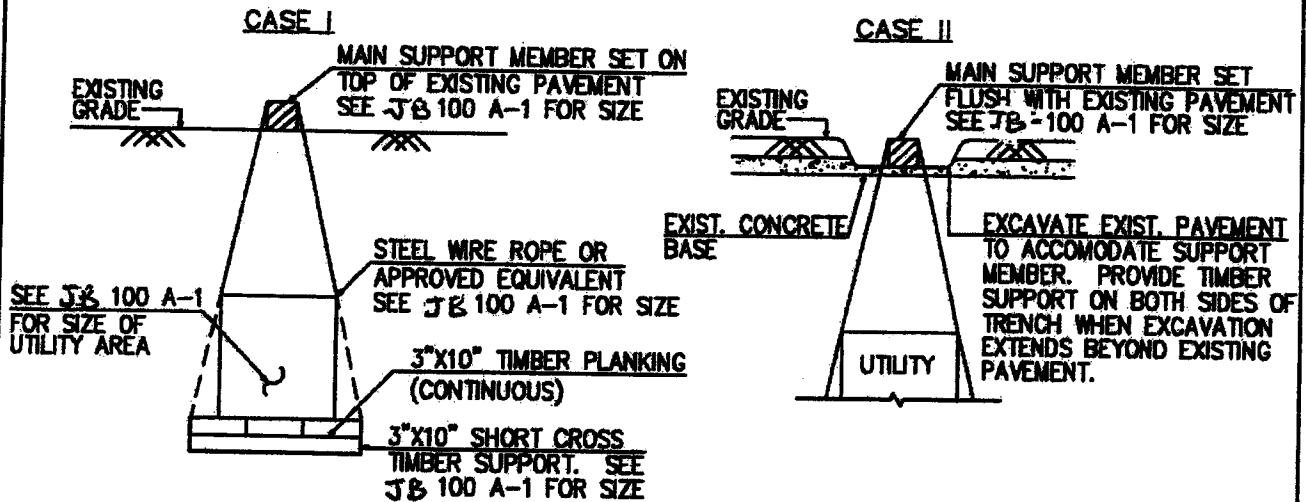 CASE I
MAIN SUPPORT MEMBER SET ON
TOP OF EXISTING PAVEMENT
SEE JB 100 A-1 FOR SIZE
EXISTING
GRADE
STEEL WIRE ROPE OR
APPROVED EQUIVALENT
SEE JB 100 A-1 FOR SIZE
SEE JB 100 A-1
FOR SIZE OF
UTILITY AREA
3"X10" TIMBER PLANKING
(CONTINUOUS)
3"X10" SHORT CROSS
TIMBER SUPPORT. SEE
JB 100 A-1 FOR SIZE
CASE II
MAIN SUPPORT MEMBER SET
FLUSH WITH EXISTING PAVEMENT
SEE JB-100 A-1 FOR SIZE
EXISTING
GRADE
EXIST. CONCRETE
BASE
EXCAVATE EXIST. PAVEMENT
TO ACCOMODATE SUPPORT
MEMBER. PROVIDE TIMBER
SUPPORT ON BOTH SIDES OF
TRENCH WHEN EXCAVATION
EXTENDS BEYOND EXISTING
PAVEMENT.
UTILITY